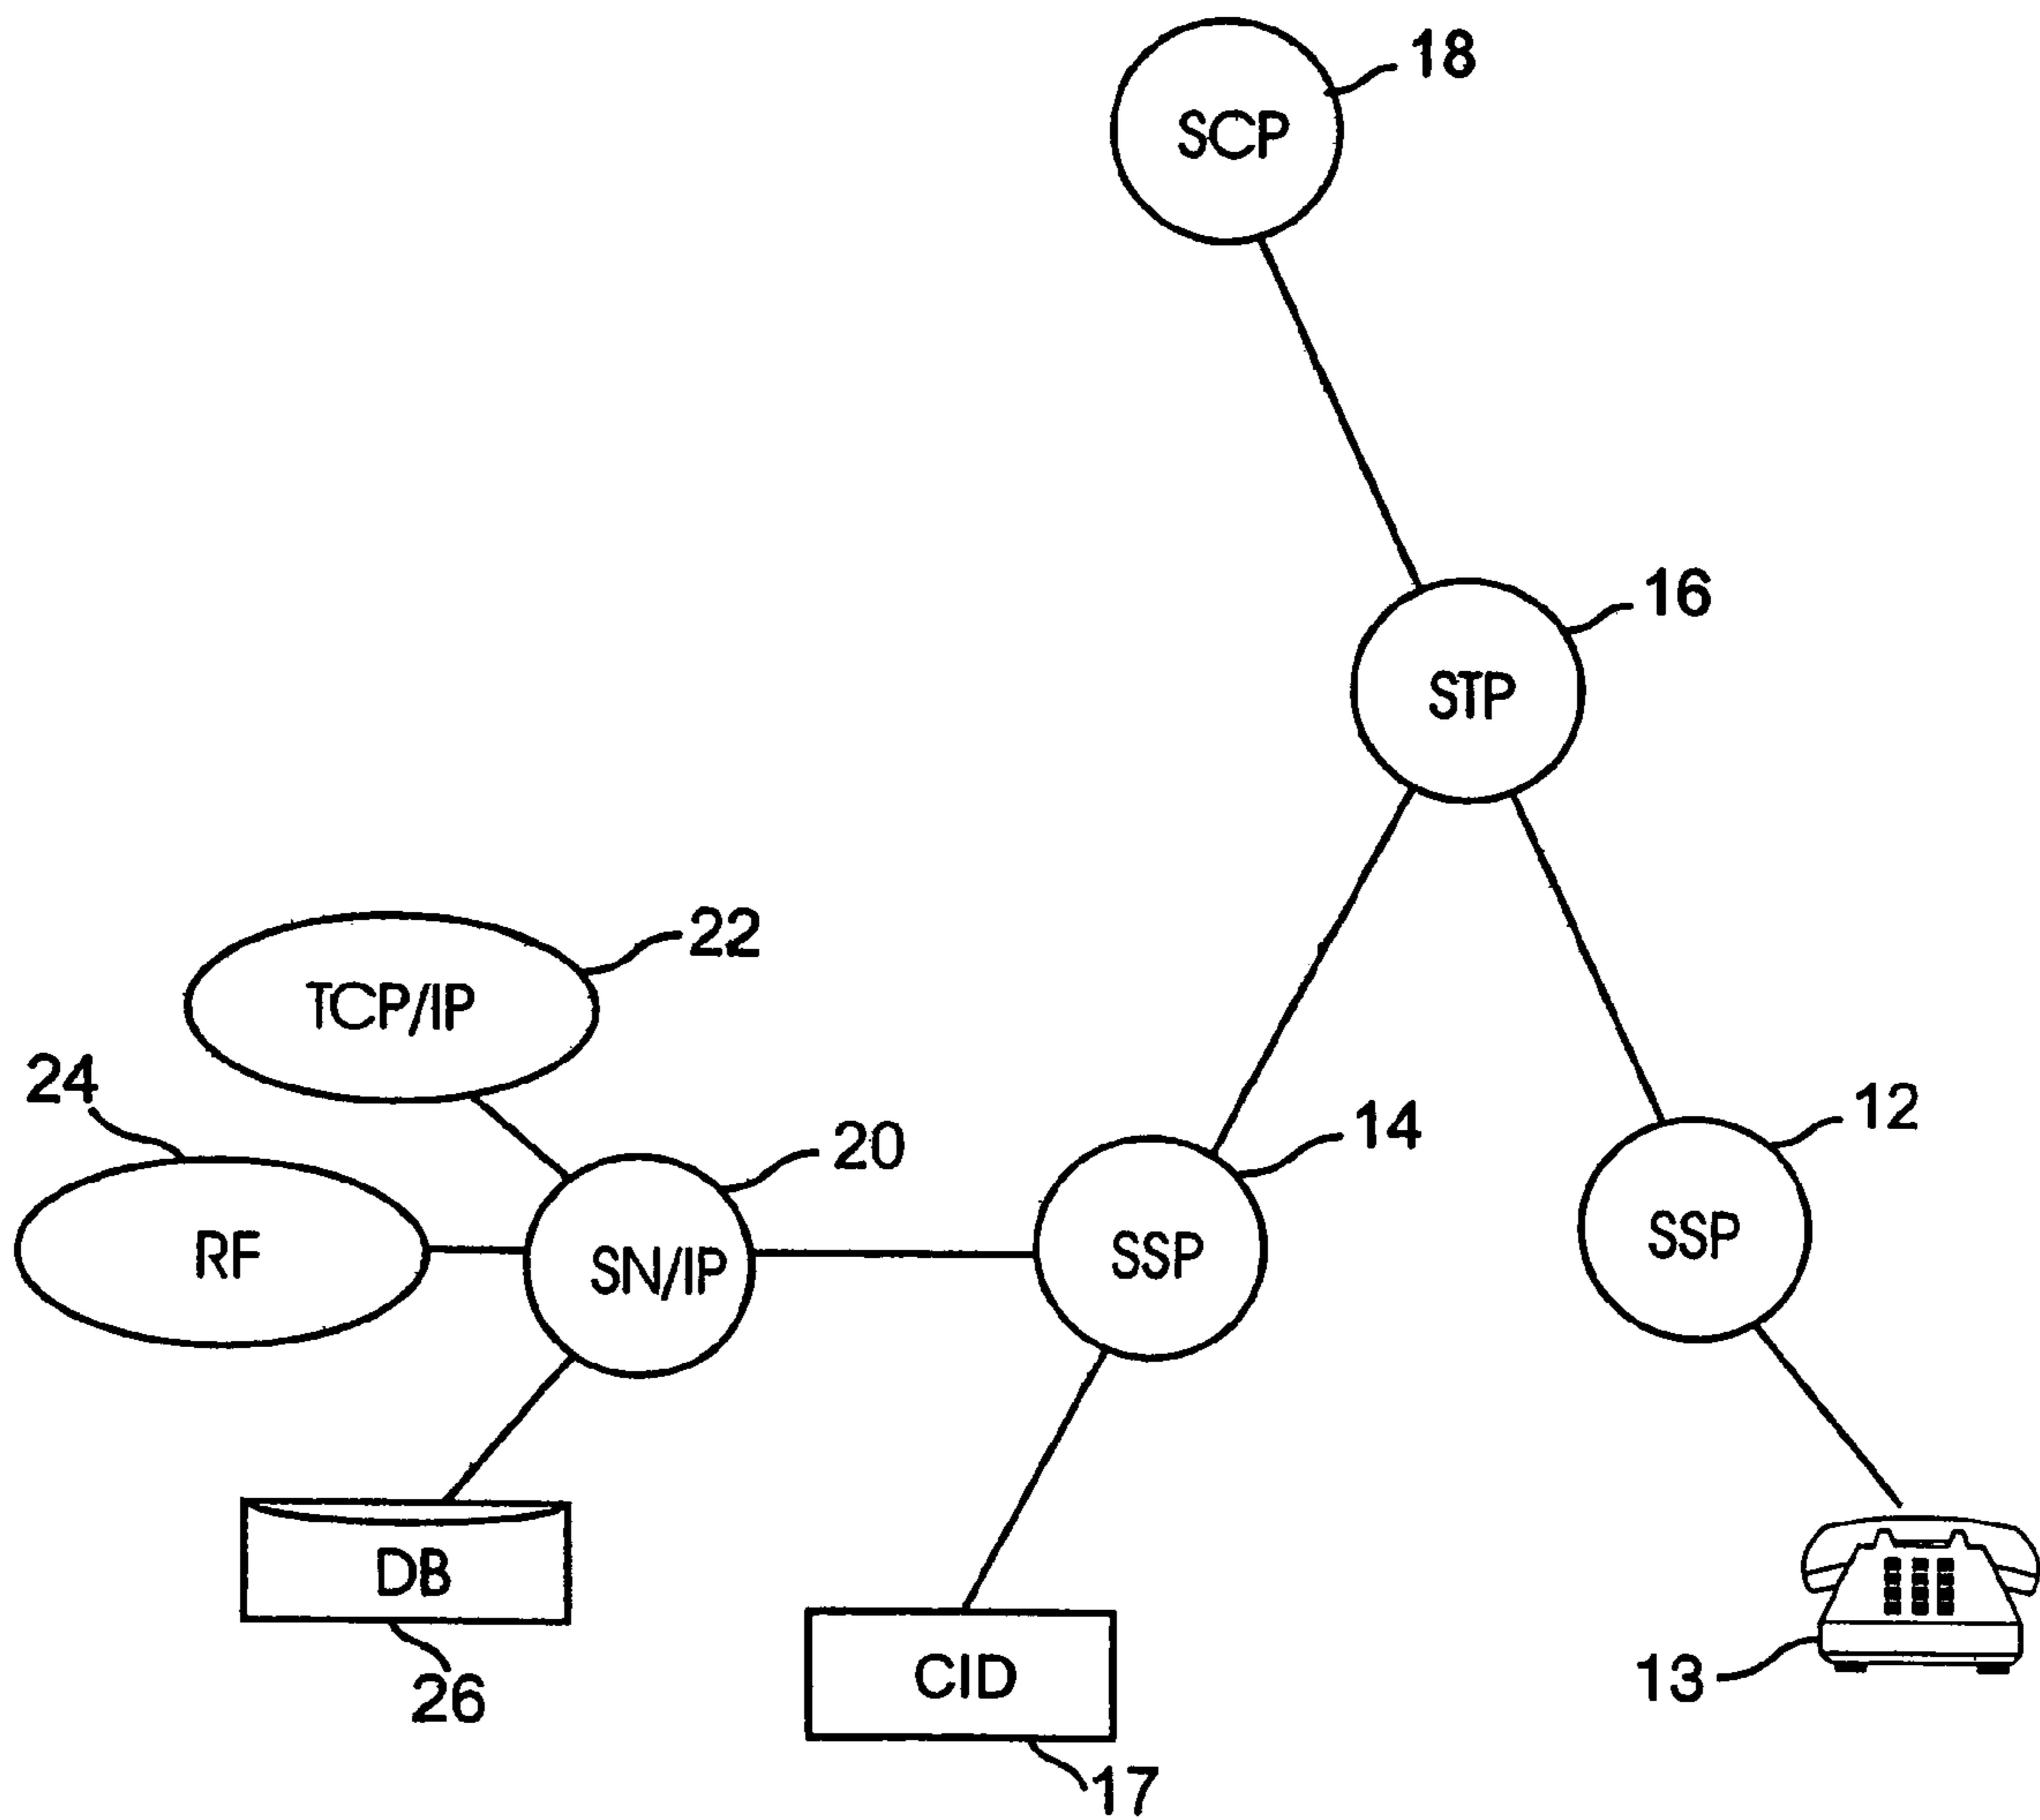 18
SCP
16
STP
22
TCP/IP
24
20
14
12
RF
SN/IP
SSP
SSP
DB
26
CID
13
17